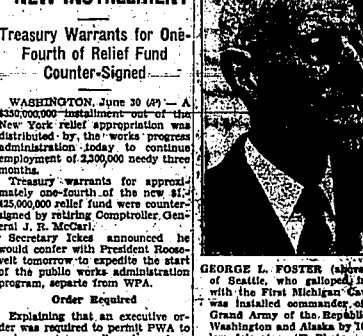 NEW INSTALLMENT
Treasury Warrants for One-
Fourth of Relief Fund
Counter-Signed
WASHINGTON, June 30 (AP) — A
$350,000,000 installment out of the
New York relief appropriation was
distributed by the works progress
administration today to continue
employment of 2,300,000 needy three
months.
Treasury warrants for approxi-
mately one-fourth of the new $1,-
425,000,000 relief fund were counter-
signed by retiring Comptroller Gen-
eral J. R. McCarl.
Secretary Ickes announced he
would confer with President Roose-
velt tomorrow to expedite the start
of the public works administration
program, separte from WPA.
Order Required
Explaining that an executive or-
der was required to permit PWA to
GEORGE L. FOSTER (above)
of Seattle, who galloped
with the First Michigan
was installed commander of
Grand Army of the Repub
Washington and Alaska